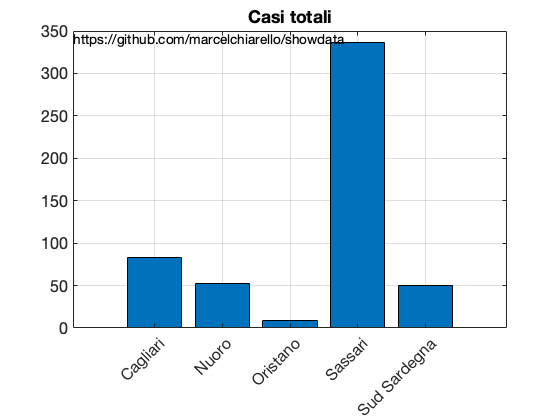 Casi totali
https://github.com/marcelchiarello/showdata
350
300
250
200
150
100
50
0
Cagliari
Nuoro
Oristano
Sassari
Sud Sardegna